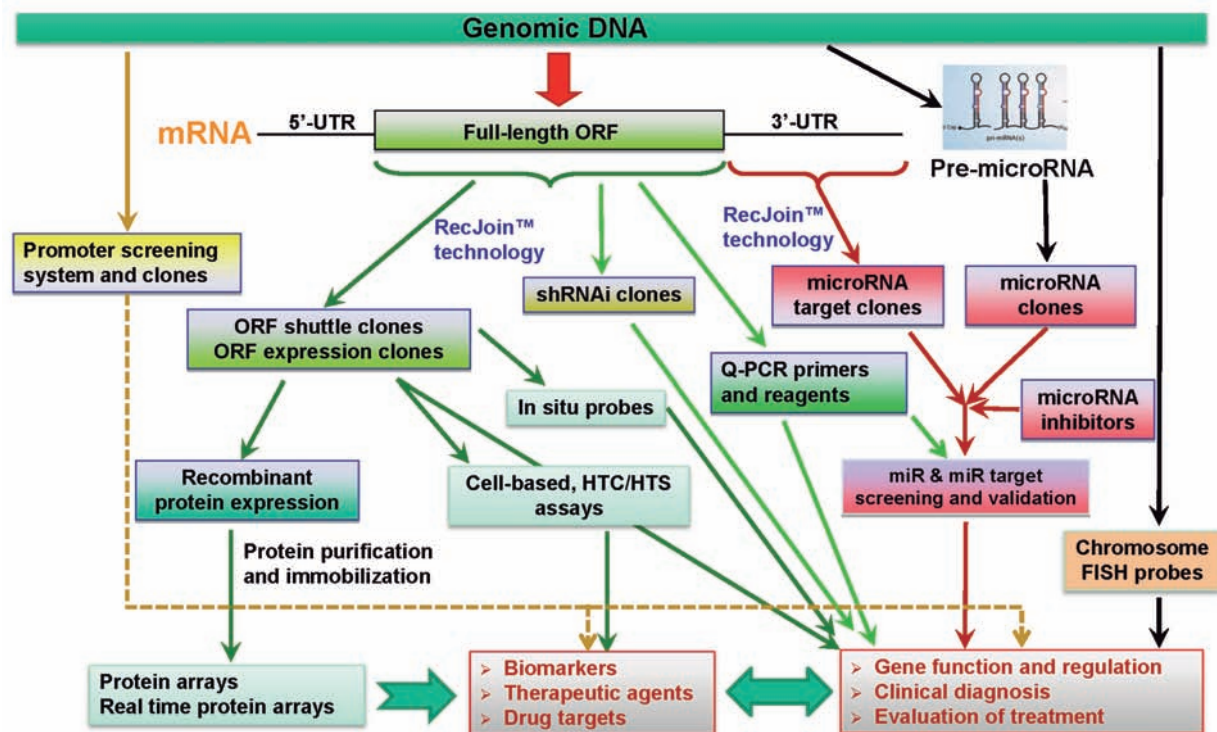 Genomic DNA
mRNA
5’-UTR
Full-length ORF
3’-UTR
Pre-microRNA
RecJoin™
technology
RecJoin™
technology
Promoter screening
system and clones
shRNAi clones
microRNA
target clones
microRNA
clones
ORF shuttle clones
ORF expression clones
In situ probes
Q-PCR primers
and reagents
microRNA
inhibitors
Recombinant
protein expression
Cell-based, HTC/HTS
assays
miR & miR target
screening and validation
Protein purification
and immobilization
Chromosome
FISH probes
Protein arrays
Real time protein arrays
➢ Biomarkers
➢ Therapeutic agents
➢ Drug targets
➢ Gene function and regulation
➢ Clinical diagnosis
➢ Evaluation of treatment